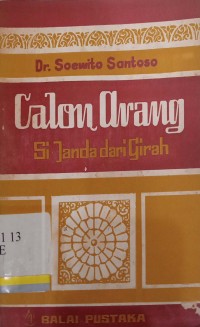 Dr. Soewito Santoso
Calon Arang
Si Janda dari Girah
1 13
E
BALAI PUSTAKA